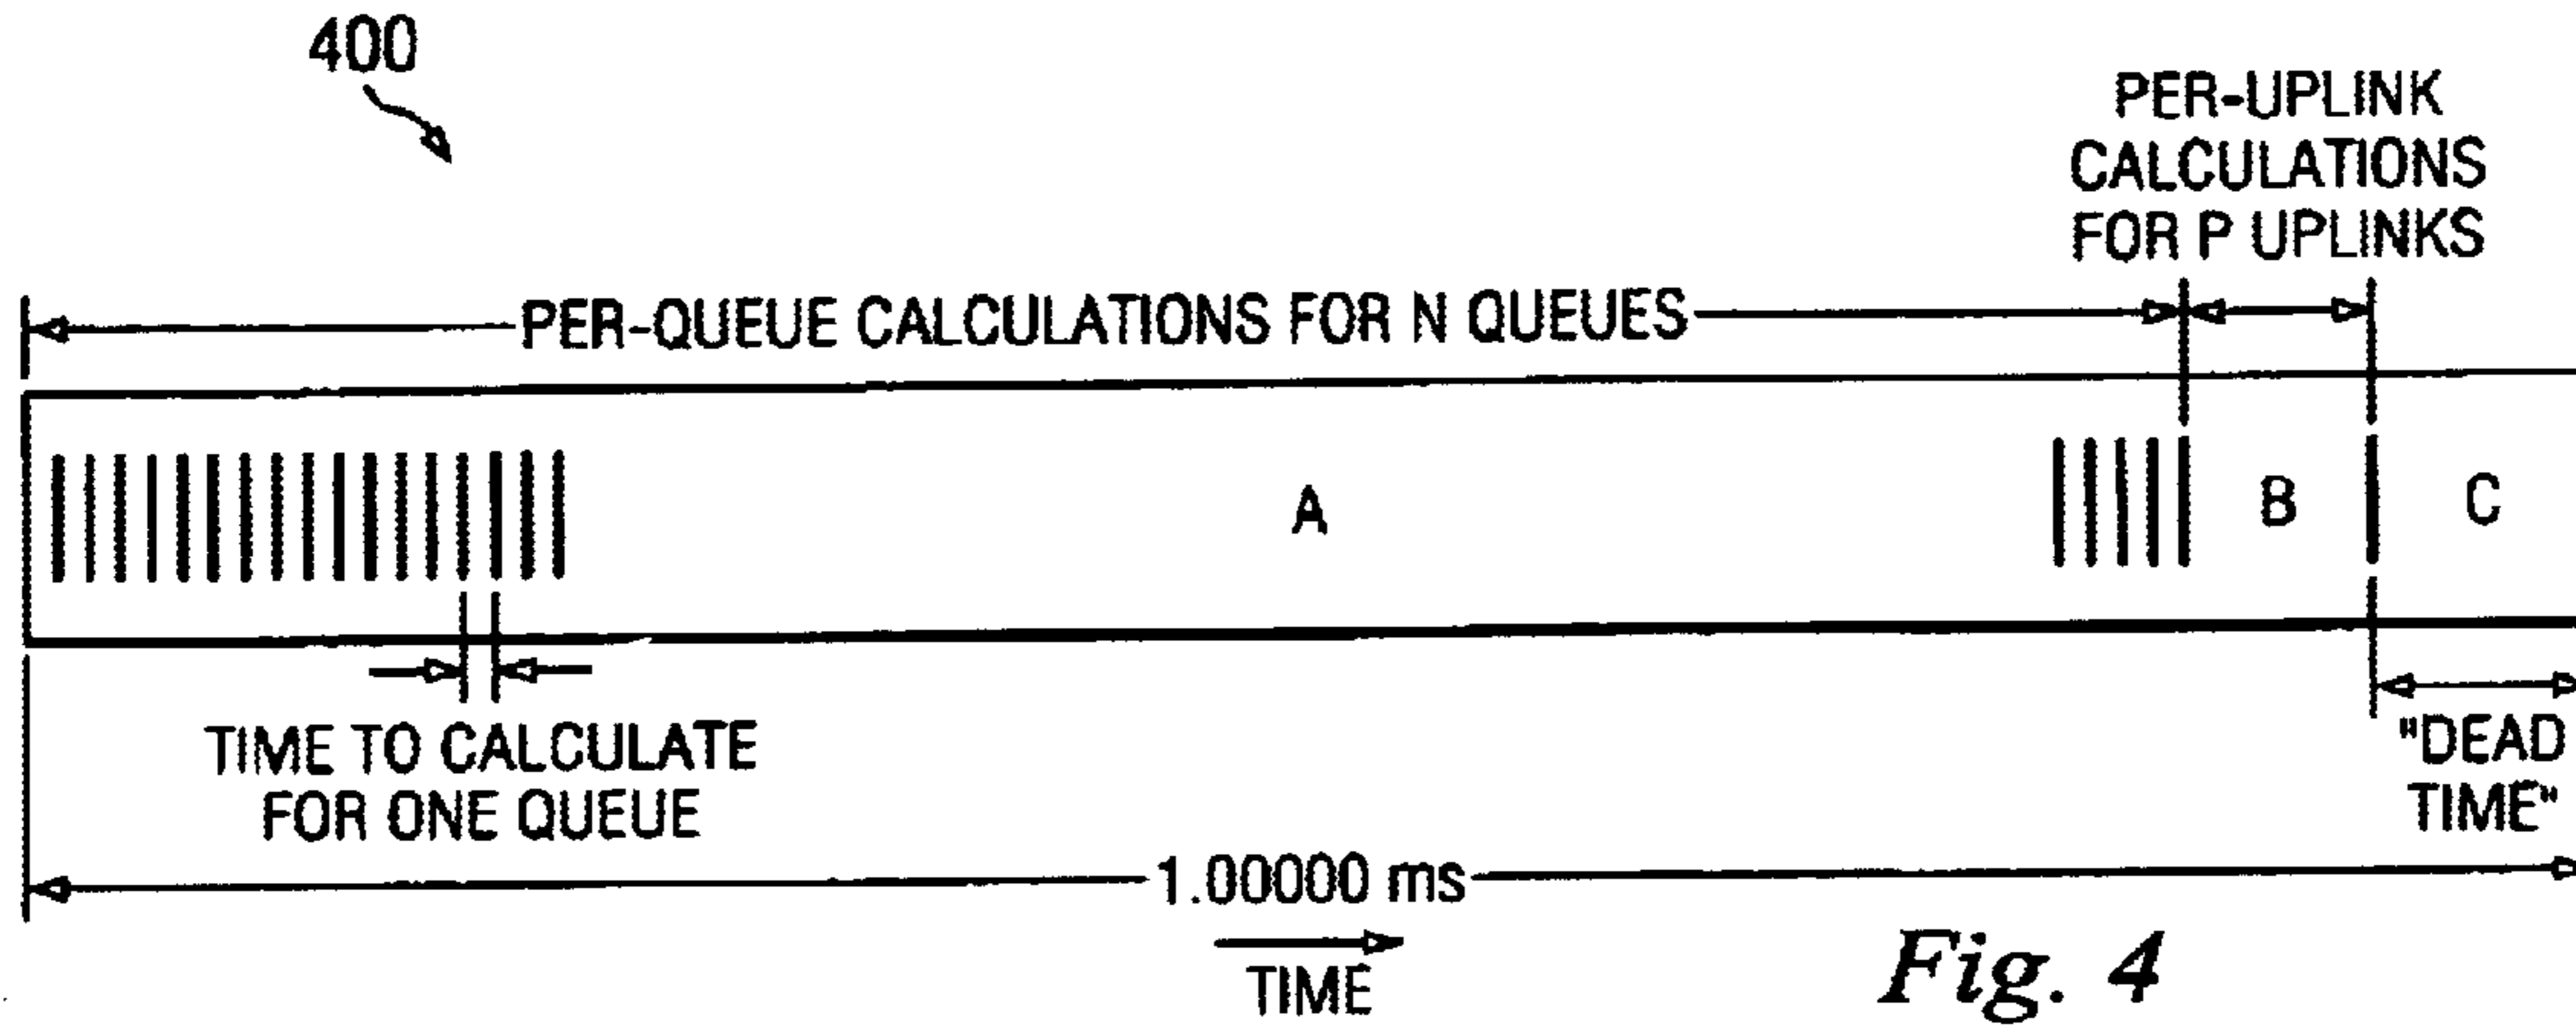 400
PER-UPLINK
CALCULATIONS
FOR P UPLINKS
PER-QUEUE CALCULATIONS FOR N QUEUES
A
B
C
TIME TO CALCULATE
FOR ONE QUEUE
"DEAD
TIME"
1.00000 ms
TIME
Fig. 4